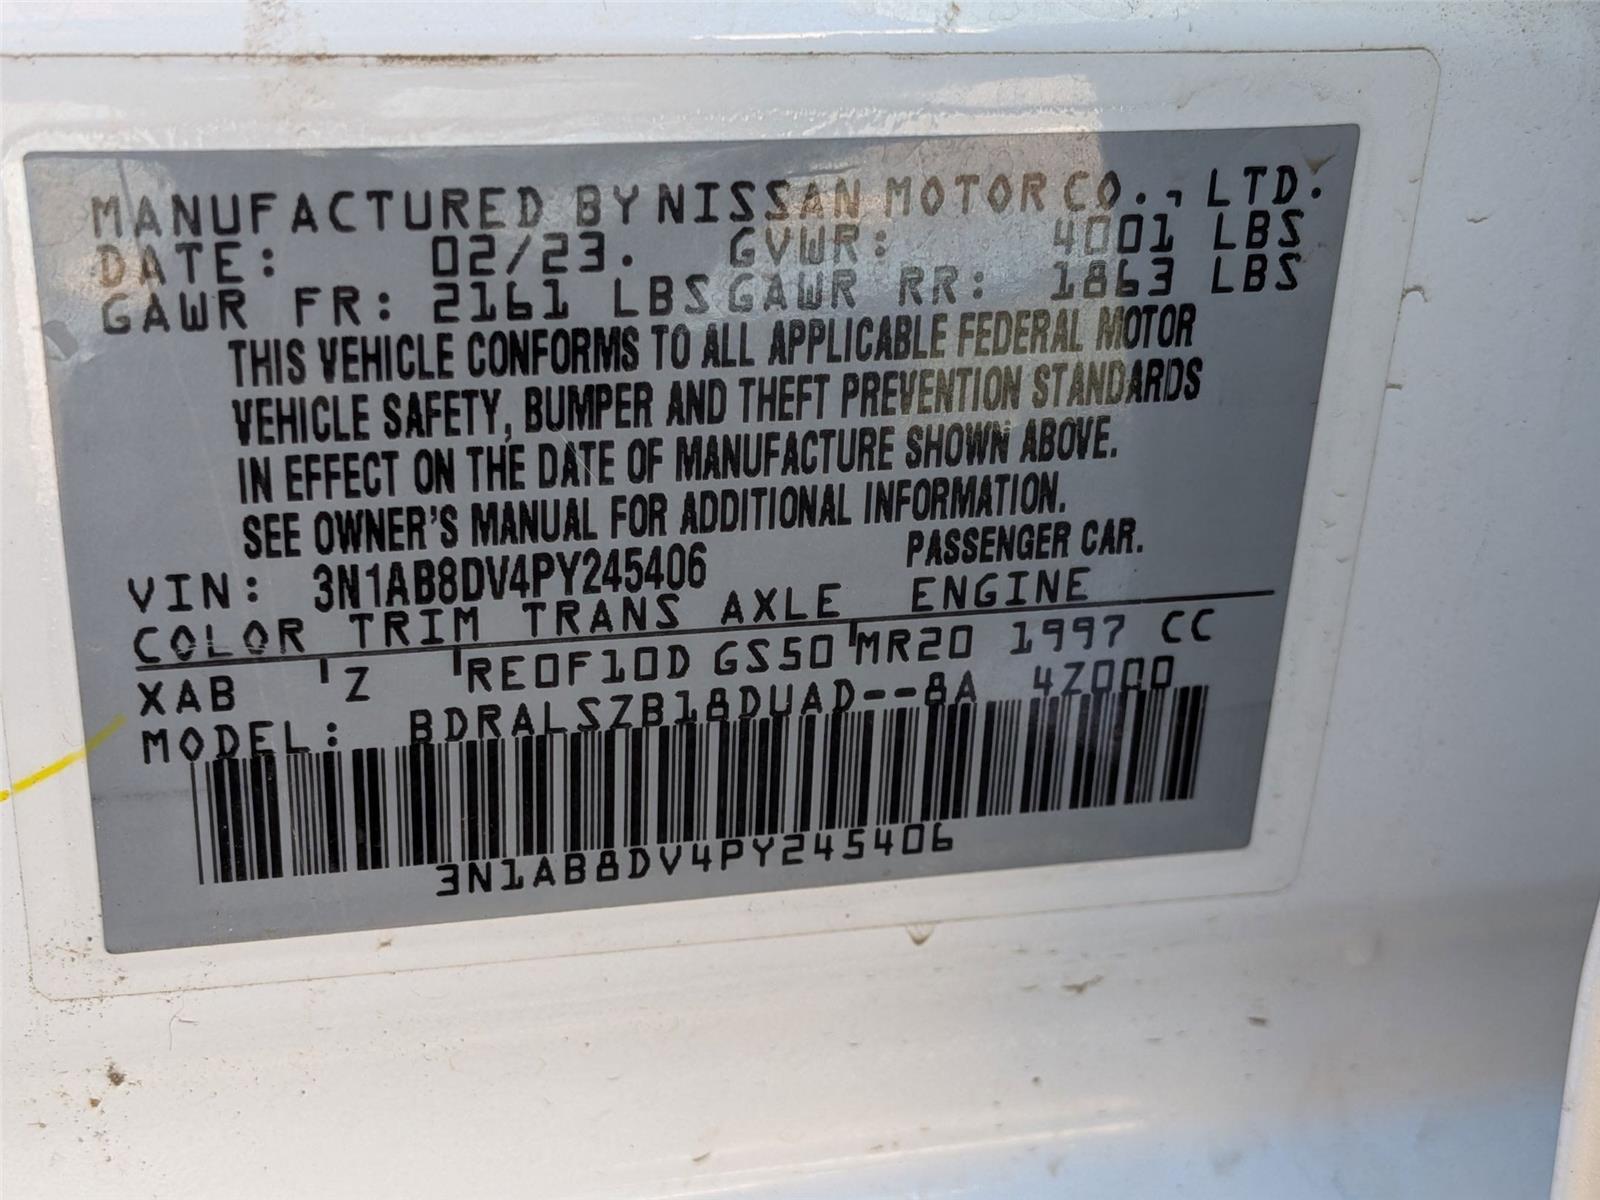 MANUFACTURED BY NISSAN MOTOR CO., LTD.
DATE: 02/23. GVWR: 4001 LBS
GAWR FR: 2161 LBS GAWR RR: 1863 LBS
THIS VEHICLE CONFORMS TO ALL APPLICABLE FEDERAL MOTOR
VEHICLE SAFETY, BUMPER AND THEFT PREVENTION STANDARDS
IN EFFECT ON THE DATE OF MANUFACTURE SHOWN ABOVE.
SEE OWNER'S MANUAL FOR ADDITIONAL INFORMATION.
VIN: 3N1AB8DV4PY245406 PASSENGER CAR.
COLOR TRIM TRANS AXLE ENGINE
XAB Z RE0F10D GS50 MR20 1997 CC
MODEL: BDRALSZB18DUAD--8A 4Z000
3N1AB8DV4PY245406